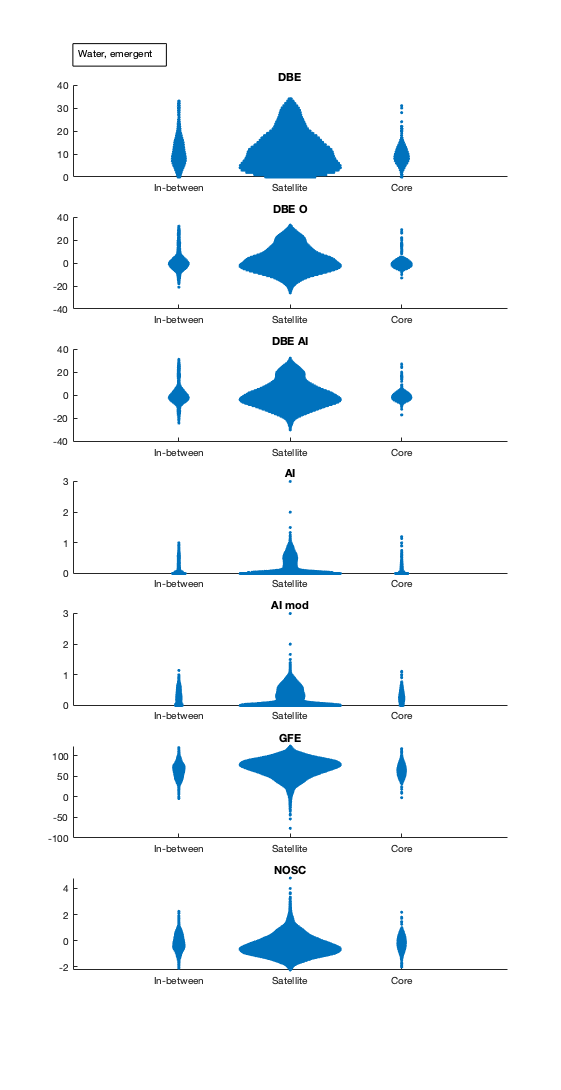 Water, emergent
DBE
40
30
20
10
0
In-between Satellite Core
DBE O
40
20
0
-20
-40
In-between Satellite Core
DBE AI
40
20
0
-20
-40
In-between Satellite Core
AI
3
2
1
0
In-between Satellite Core
AI mod
3
2
1
0
In-between Satellite Core
GFE
100
50
0
-50
-100
In-between Satellite Core
NOSC
4
2
0
-2
In-between Satellite Core